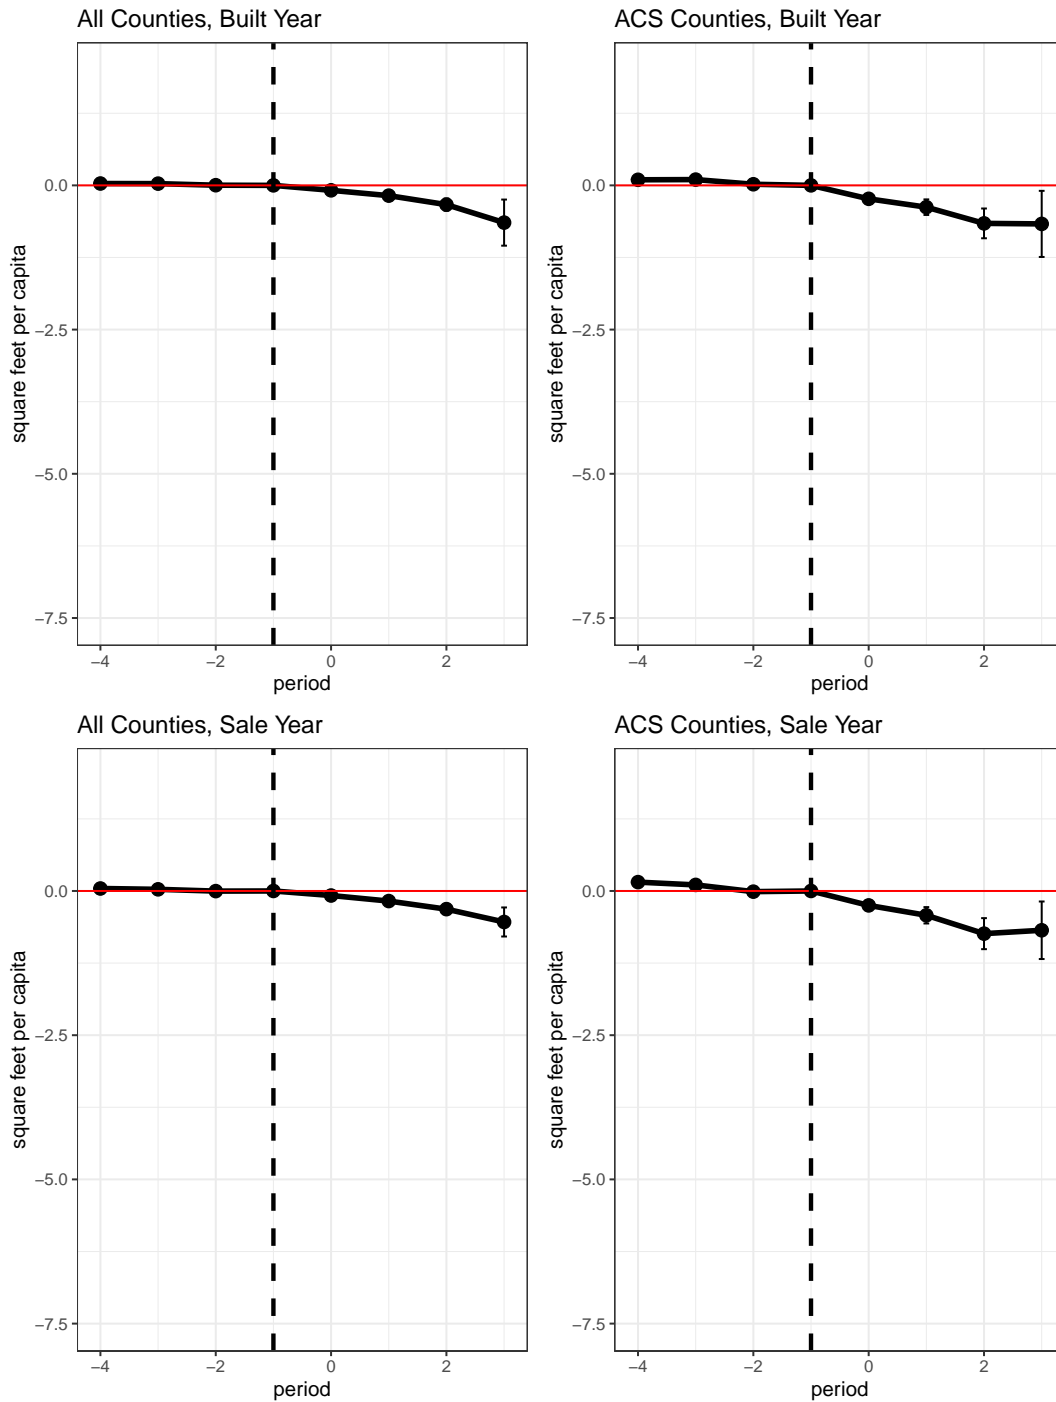 All Counties, Built Year
square feet per capita
0.0
−2.5
−5.0
−7.5
−4
−2
0
2
period
ACS Counties, Built Year
square feet per capita
0.0
−2.5
−5.0
−7.5
−4
−2
0
2
period
All Counties, Sale Year
square feet per capita
0.0
−2.5
−5.0
−7.5
−4
−2
0
2
period
ACS Counties, Sale Year
square feet per capita
0.0
−2.5
−5.0
−7.5
−4
−2
0
2
period